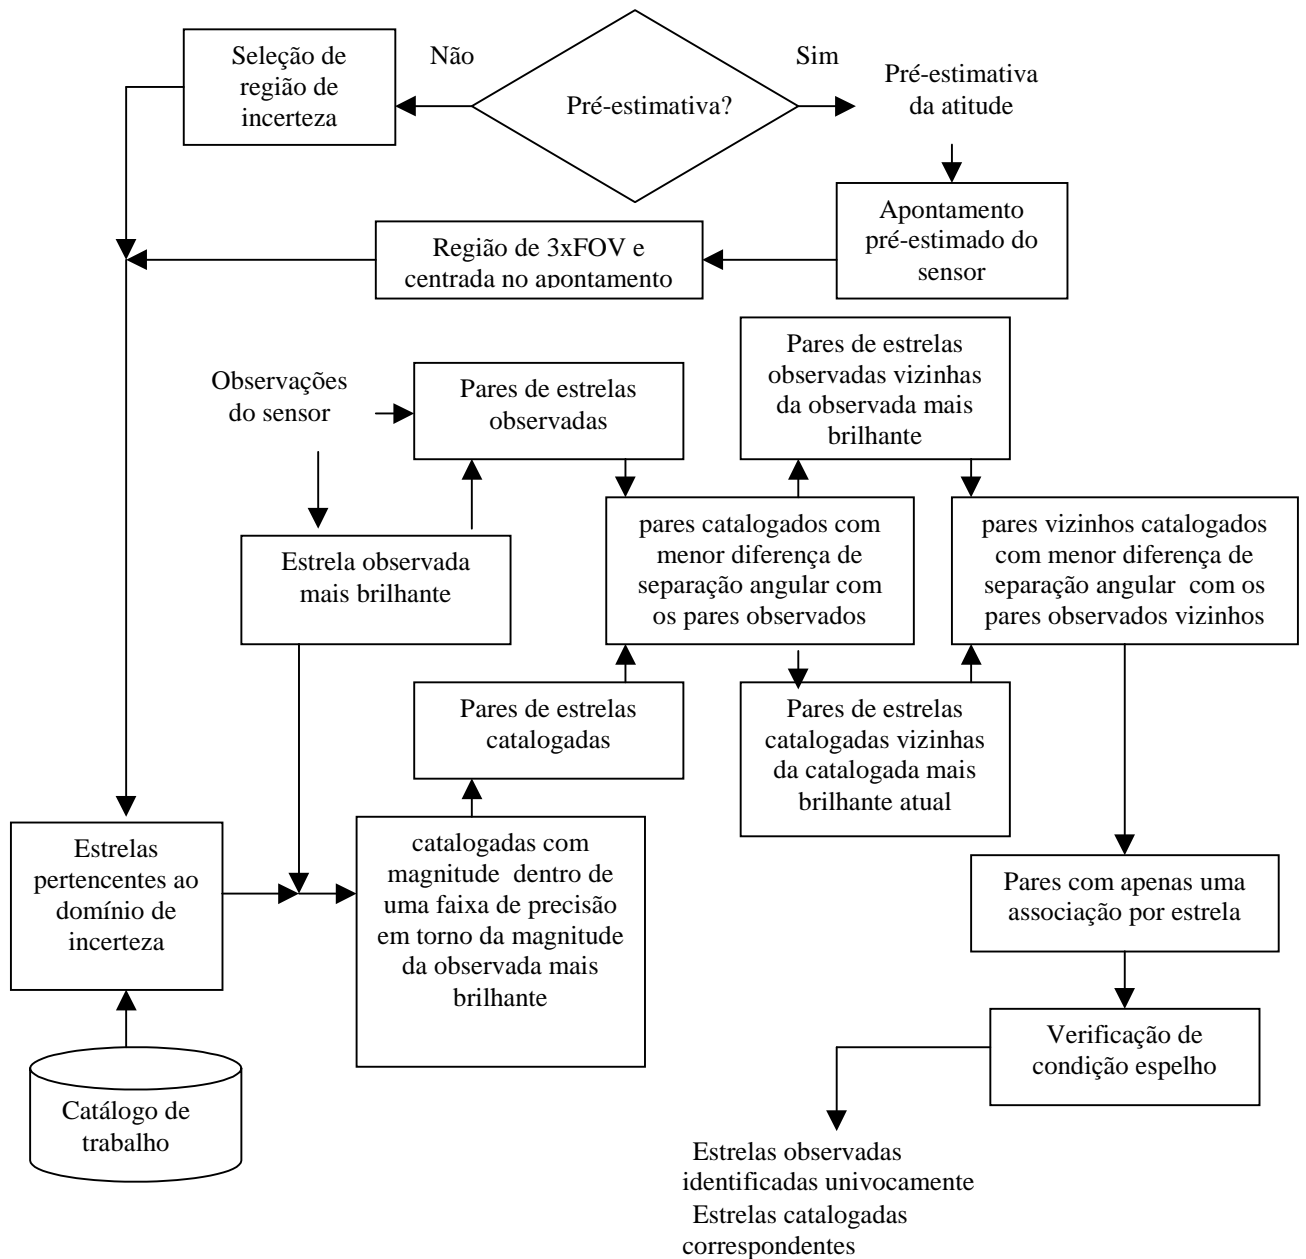 Seleção de
região de
incerteza
Não
Pré-estimativa?
Sim
Pré-estimativa
da atitude
Apontamento
pré-estimado do
sensor
Região de 3xFOV e
centrada no apontamento
Observações
do sensor
Pares de estrelas
observadas
Pares de estrelas
observadas vizinhas
da observada mais
brilhante
Estrela observada
mais brilhante
pares catalogados com
menor diferença de
separação angular com
os pares observados
pares vizinhos catalogados
com menor diferença de
separação angular com os
pares observados vizinhos
Pares de estrelas
catalogadas
Pares de estrelas
catalogadas vizinhas
da catalogada mais
brilhante atual
Estrelas
pertencentes ao
domínio de
incerteza
catalogadas com
magnitude dentro de
uma faixa de precisão
em torno da magnitude
da observada mais
brilhante
Pares com apenas uma
associação por estrela
Verificação de
condição espelho
Catálogo de
trabalho
Estrelas observadas
identificadas univocamente
Estrelas catalogadas
correspondentes